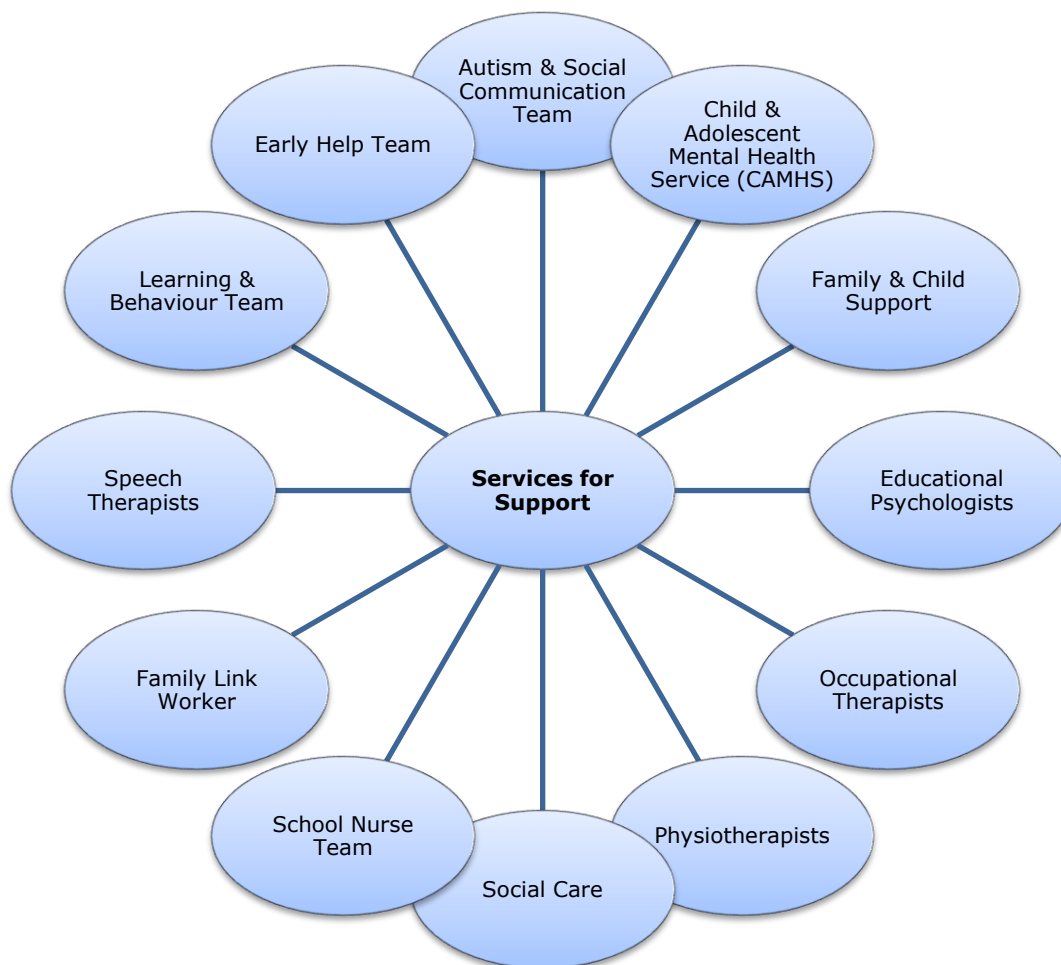 Autism & Social
Communication
Team
Child &
Adolescent
Mental Health
Service (CAMHS)
Family & Child
Support
Educational
Psychologists
Occupational
Therapists
Physiotherapists
Social Care
School Nurse
Team
Family Link
Worker
Speech
Therapists
Learning &
Behaviour Team
Early Help Team
Services for
Support